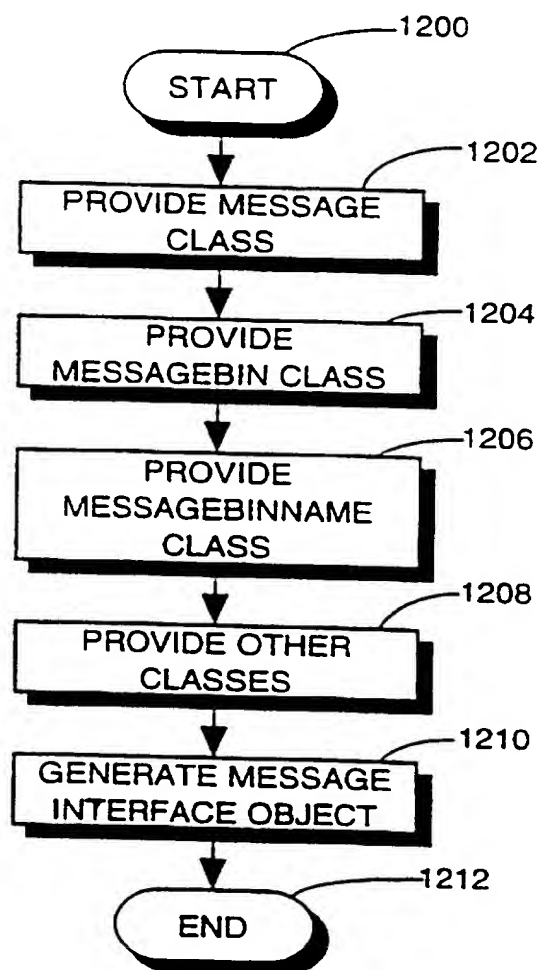 1200
START
1202
PROVIDE MESSAGE
CLASS
1204
PROVIDE
MESSAGEBIN CLASS
1206
PROVIDE
MESSAGEBINNAME
CLASS
1208
PROVIDE OTHER
CLASSES
1210
GENERATE MESSAGE
INTERFACE OBJECT
1212
END